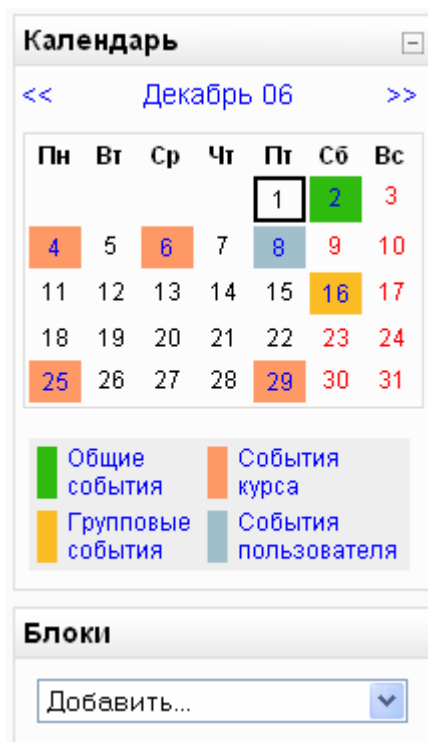 Календарь
<< Декабрь 06 >>
Пн Вт Ср Чт Пт Сб Вс
1 2 3
4 5 6 7 8 9 10
11 12 13 14 15 16 17
18 19 20 21 22 23 24
25 26 27 28 29 30 31
Общие События
события курса
Групповые События
события пользователя
Блоки
Добавить...